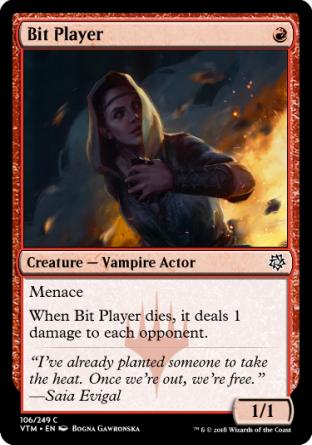 Bit Player
Creature — Vampire Actor
Menace
When Bit Player dies, it deals 1
damage to each opponent.
“I’ve already planted someone to take
the heat. Once we’re out, we’re free.”
—Saia Evigal
1/1
106/249 C
VTM • EN Bogna Gawronska
™ & © 2018 Wizards of the Coast